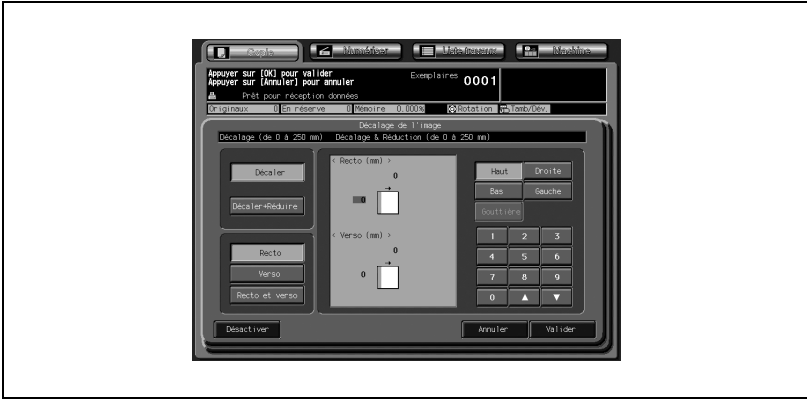 Copie Numériser Liste travaux Machine
Appuyer sur [OK] pour valider
Appuyer sur [Annuler] pour annuler
Exemplaires 0001
Prêt pour réception données
Originaux 0 En réserve 0 Mémoire 0.000% Rotation Tamb/Dév.
Décalage de l'image
Décalage (de 0 à 250 mm) Décalage & Réduction (de 0 à 250 mm)
Décaler
Décaler+Réduire
Recto
Verso
Recto et verso
< Recto (mm) >
0
0
< Verso (mm) >
0
0
Haut Droite
Bas Gauche
Gouttière
1 2 3
4 5 6
7 8 9
0 ▲ ▼
Désactiver Annuler Valider